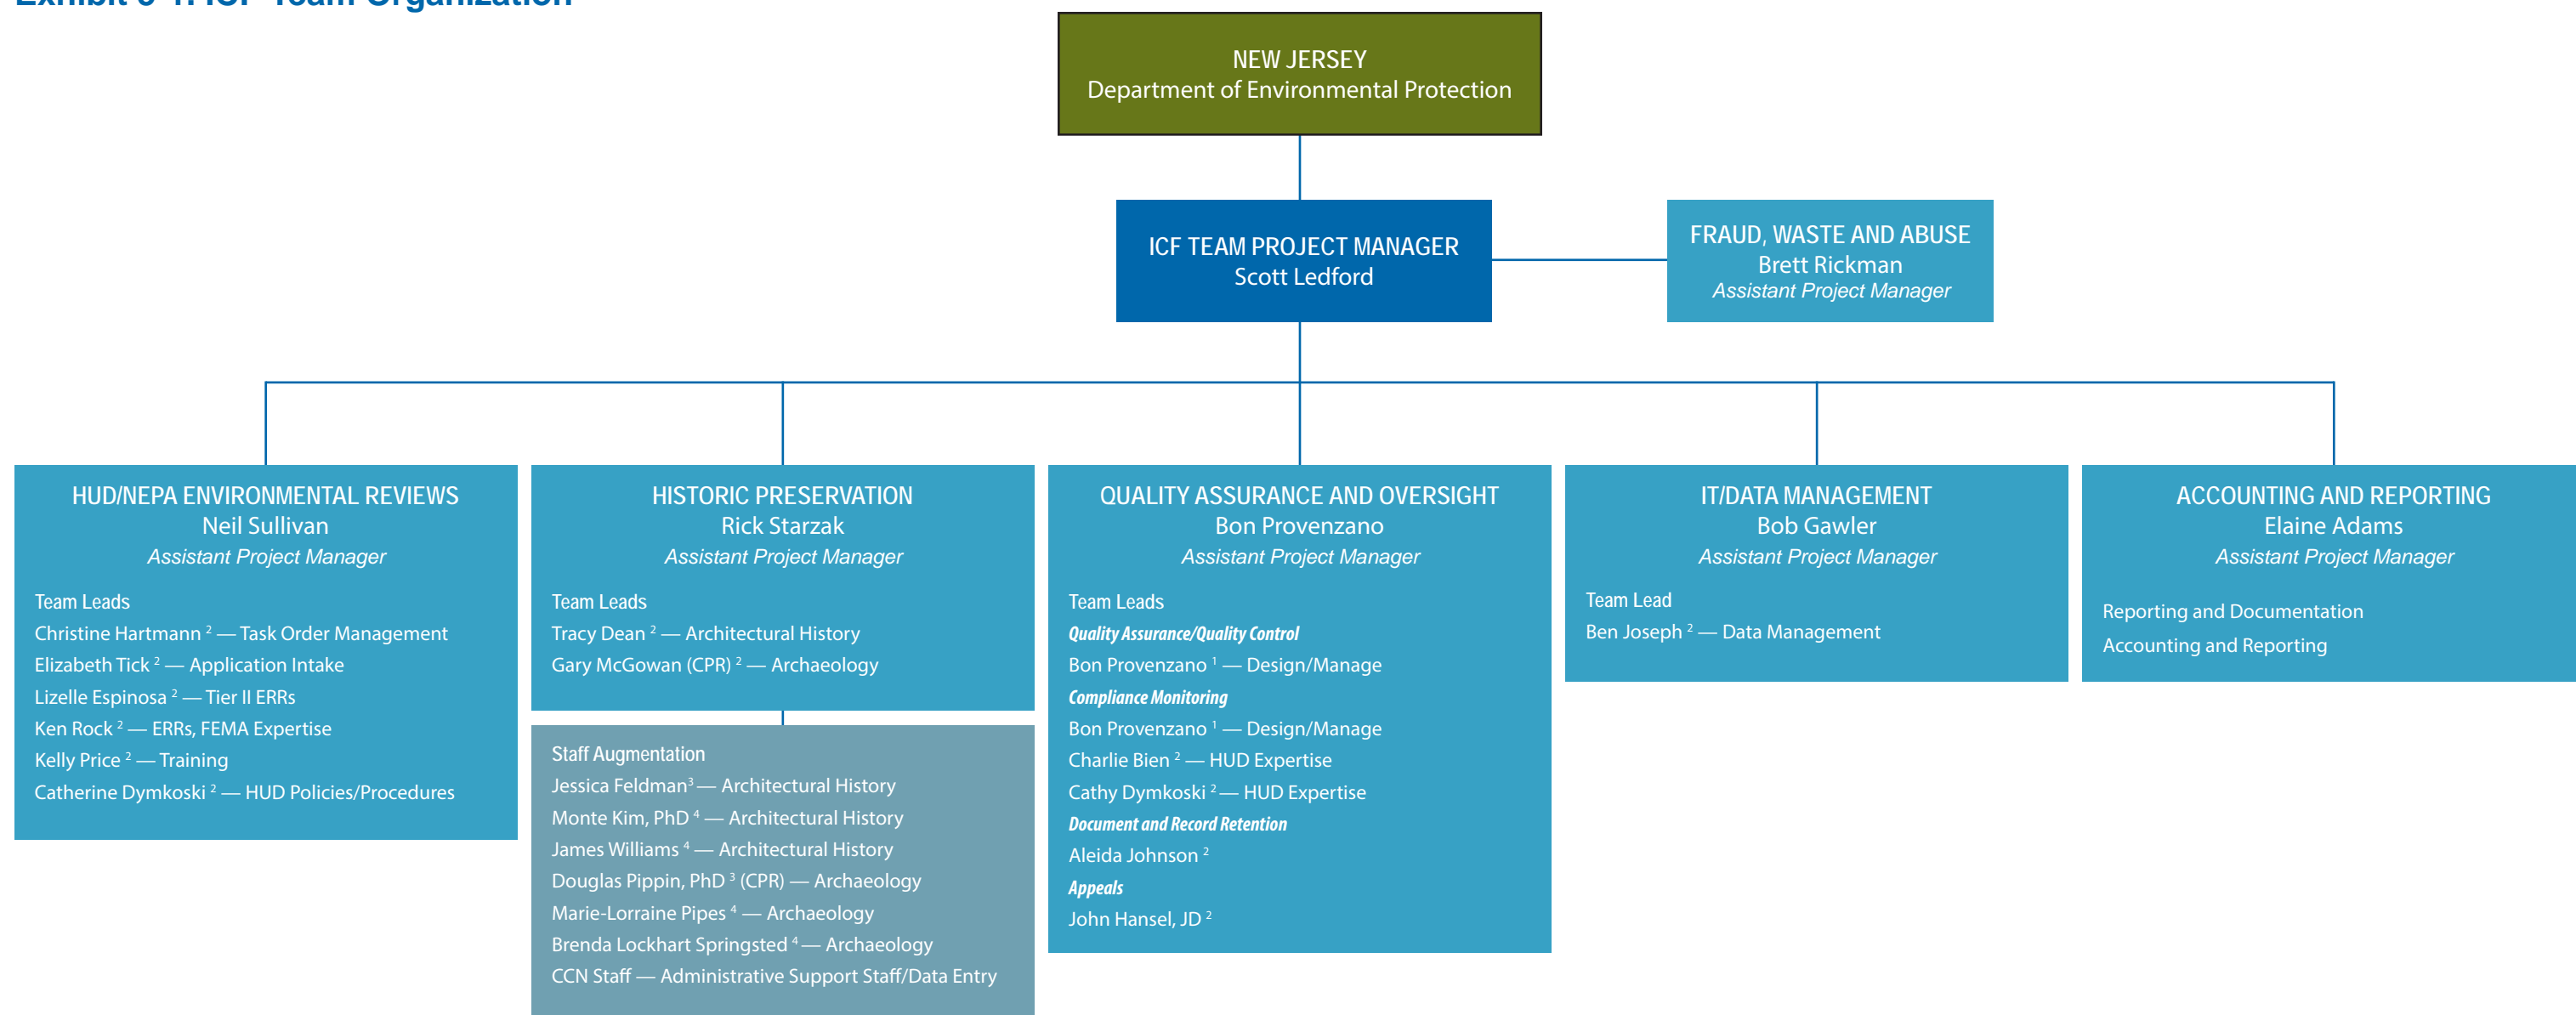 NEW JERSEY
Department of Environmental Protection
ICF TEAM PROJECT MANAGER
Scott Ledford
FRAUD, WASTE AND ABUSE
Brett Rickman
Assistant Project Manager
HUD/NEPA ENVIRONMENTAL REVIEWS
Neil Sullivan
Assistant Project Manager
Team Leads
Christine Hartmann ² — Task Order Management
Elizabeth Tick ² — Application Intake
Lizelle Espinosa ² — Tier II ERRs
Ken Rock ² — ERRs, FEMA Expertise
Kelly Price ² — Training
Catherine Dymkoski ² — HUD Policies/Procedures
HISTORIC PRESERVATION
Rick Starzak
Assistant Project Manager
Team Leads
Tracy Dean ² — Architectural History
Gary McGowan (CPR) ² — Archaeology
Staff Augmentation
Jessica Feldman³ — Architectural History
Monte Kim, PhD ⁴ — Architectural History
James Williams ⁴ — Architectural History
Douglas Pippin, PhD ³ (CPR) — Archaeology
Marie-Lorraine Pipes ⁴ — Archaeology
Brenda Lockhart Springsted ⁴ — Archaeology
CCN Staff — Administrative Support Staff/Data Entry
QUALITY ASSURANCE AND OVERSIGHT
Bon Provenzano
Assistant Project Manager
Team Leads
Quality Assurance/Quality Control
Bon Provenzano ¹ — Design/Manage
Compliance Monitoring
Bon Provenzano ¹ — Design/Manage
Charlie Bien ² — HUD Expertise
Cathy Dymkoski ² — HUD Expertise
Document and Record Retention
Aleida Johnson ²
Appeals
John Hansel, JD ²
IT/DATA MANAGEMENT
Bob Gawler
Assistant Project Manager
Team Lead
Ben Joseph ² — Data Management
ACCOUNTING AND REPORTING
Elaine Adams
Assistant Project Manager
Reporting and Documentation
Accounting and Reporting